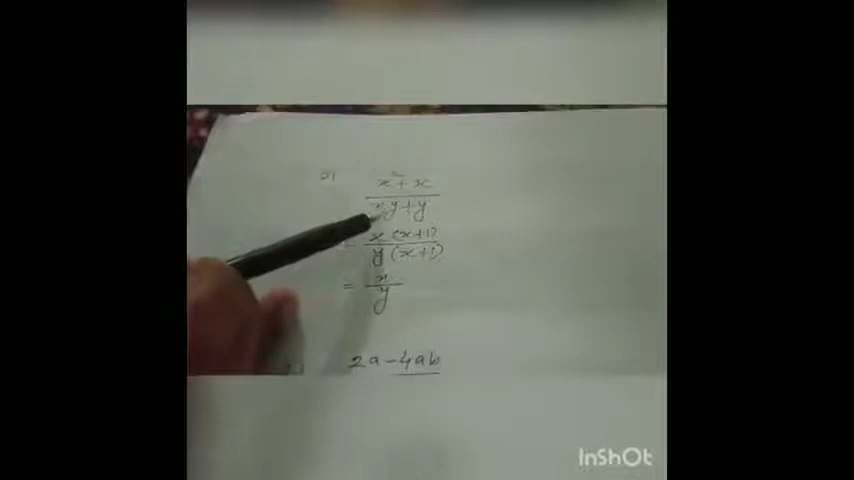 x² + x
xy + y
= x (x+1)
y (x+1)
= x
y
2a - 4ab
InShOt